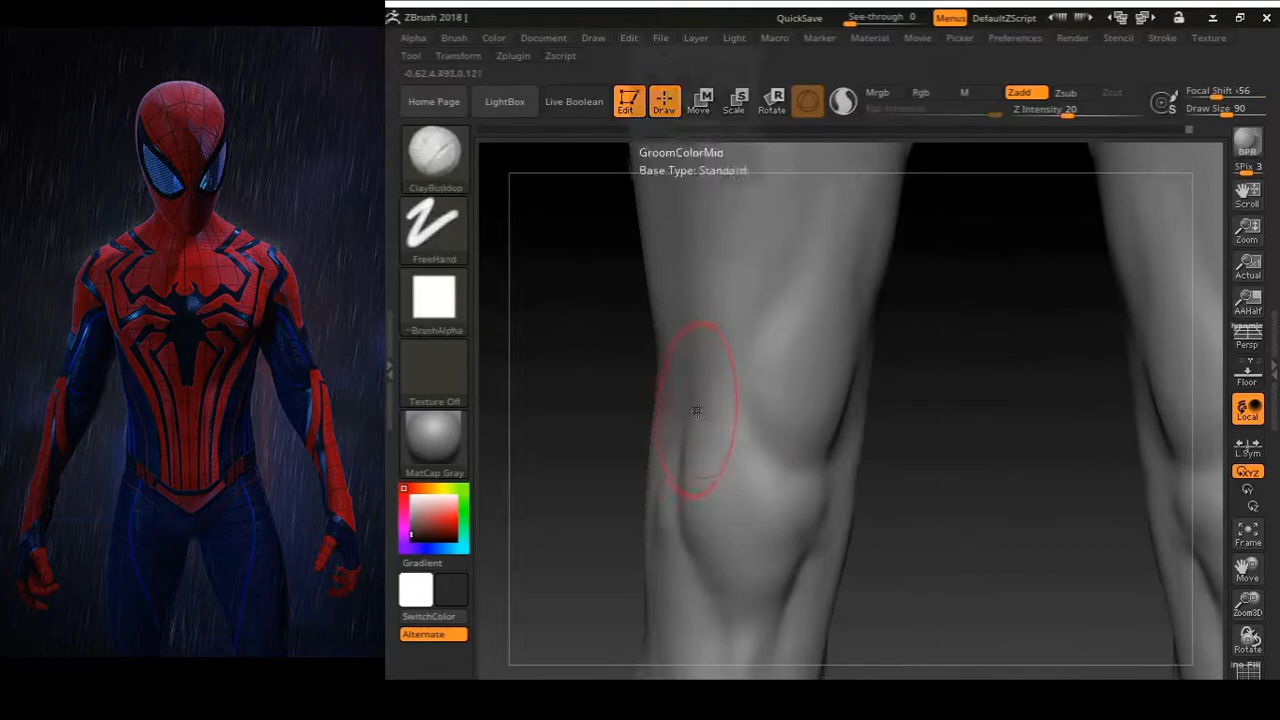 ZBrush 2018 [
QuickSave
See-through 0
Menus
DefaultZScript
Alpha Brush Color Document Draw Edit File Layer Light Macro Marker Material Movie Picker Preferences Render Stencil Stroke Texture
Tool Transform Zplugin Zscript
Home Page
LightBox
Live Boolean
Edit
Draw
Move
Scale
Rotate
Mrgb Rgb M
Zadd Zsub
Z Intensity 20
S
Focal Shift -56
Draw Size 90
GroomColorMid
Base Type: Standard
ClayBuildup
FreeHand
~BrushAlpha
Texture Off
MatCap Gray
Gradient
SwitchColor
Alternate
BPR
SPix 3
Scroll
Zoom
Actual
AAHalf
Persp
Floor
Local
L.Sym
XYZ
Frame
Move
Zoom3D
Rotate